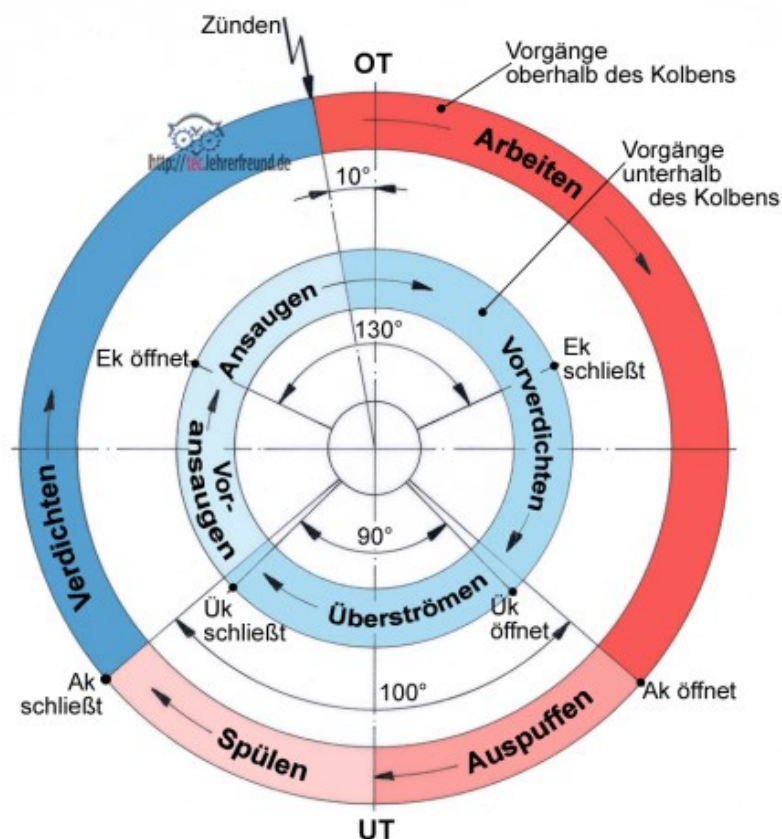 Zünden
OT
Vorgänge
oberhalb des Kolbens
Arbeiten
Vorgänge
unterhalb
des Kolbens
http://tec.lehrerfreund.de
10°
Ansaugen
130°
Ek öffnet
Ek
schließt
Vorverdichten
Vor-
ansaugen
Verdichten
90°
Ük
schließt
Überströmen
Ük
öffnet
Ak
schließt
100°
Ak öffnet
Spülen
Auspuffen
UT